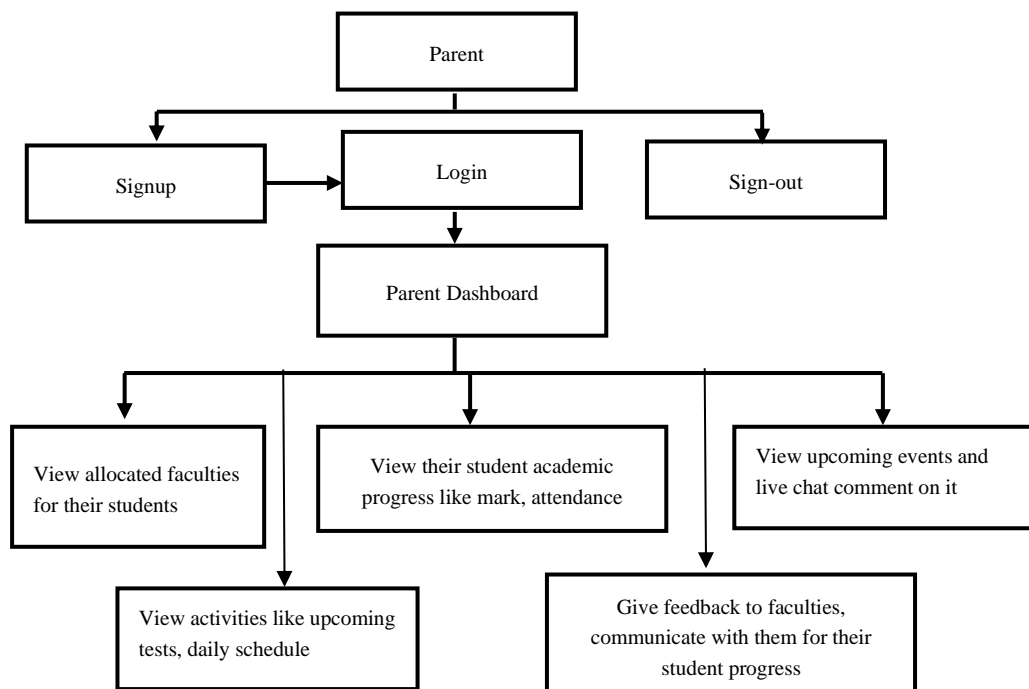 Parent
Signup
Login
Sign-out
Parent Dashboard
View allocated faculties
for their students
View their student academic
progress like mark, attendance
View upcoming events and
live chat comment on it
View activities like upcoming
tests, daily schedule
Give feedback to faculties,
communicate with them for their
student progress